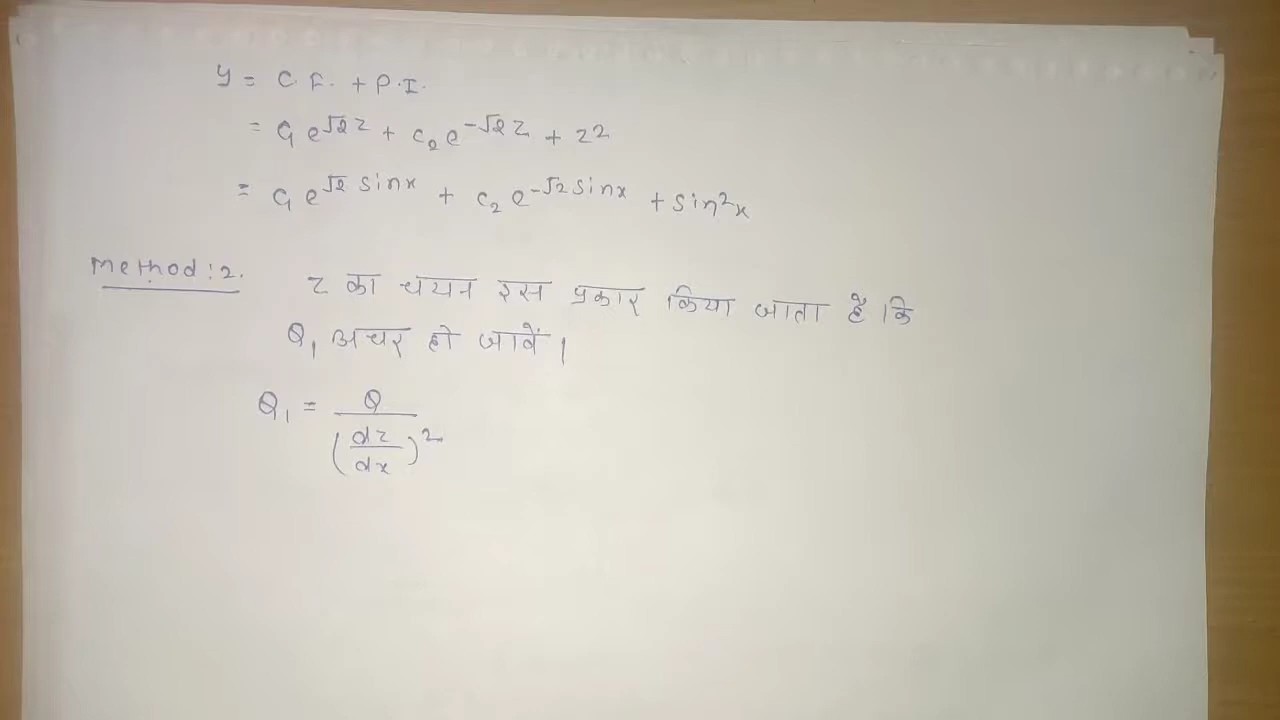 y = C.F. + P.I.
= C₁ e^{√2 z} + c₂ e^{-√2 z} + z²
= C₁ e^{√2 sinx} + c₂ e^{-√2 sinx} + sin²x
Method:2. z का चयन इस प्रकार किया जाता है कि
Q₁ अचर हो जावें।
Q₁ = Q / (dz/dx)²